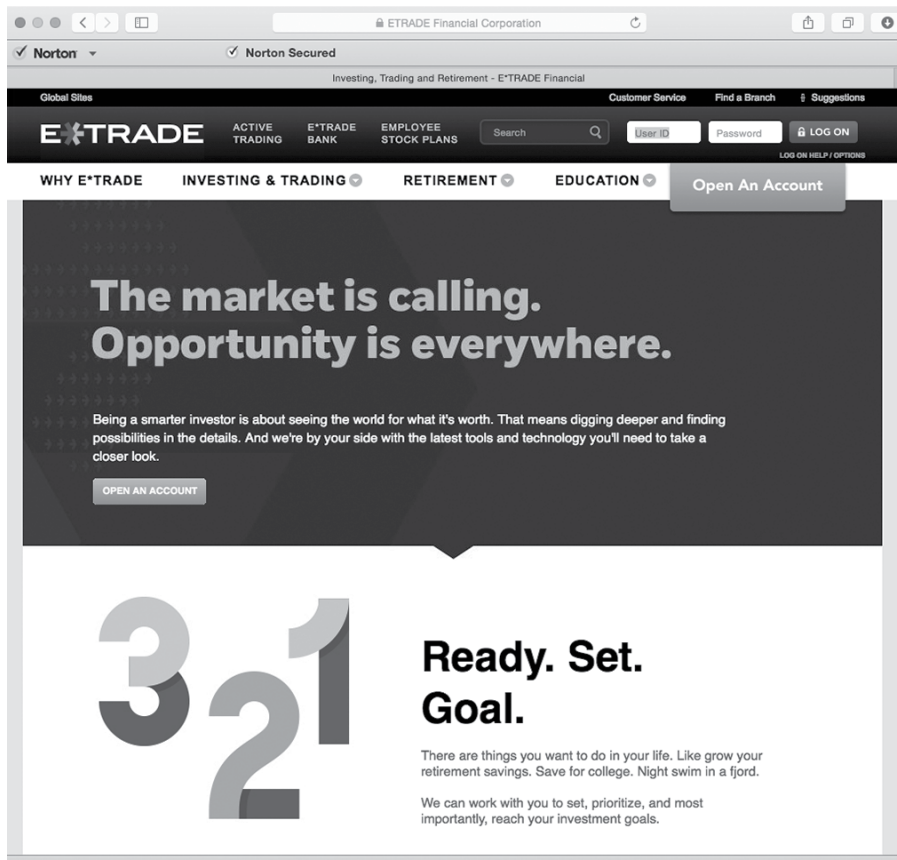 ETRADE Financial Corporation
Norton
Norton Secured
Investing, Trading and Retirement - E*TRADE Financial
Global Sites
Customer Service
Find a Branch
Suggestions
E*TRADE
ACTIVE
TRADING
E*TRADE
BANK
EMPLOYEE
STOCK PLANS
Search
User ID
Password
LOG ON
LOG ON HELP / OPTIONS
WHY E*TRADE
INVESTING & TRADING
RETIREMENT
EDUCATION
Open An Account
The market is calling.
Opportunity is everywhere.
Being a smarter investor is about seeing the world for what it's worth. That means digging deeper and finding
possibilities in the details. And we're by your side with the latest tools and technology you'll need to take a
closer look.
OPEN AN ACCOUNT
321
Ready. Set.
Goal.
There are things you want to do in your life. Like grow your
retirement savings. Save for college. Night swim in a fjord.
We can work with you to set, prioritize, and most
importantly, reach your investment goals.